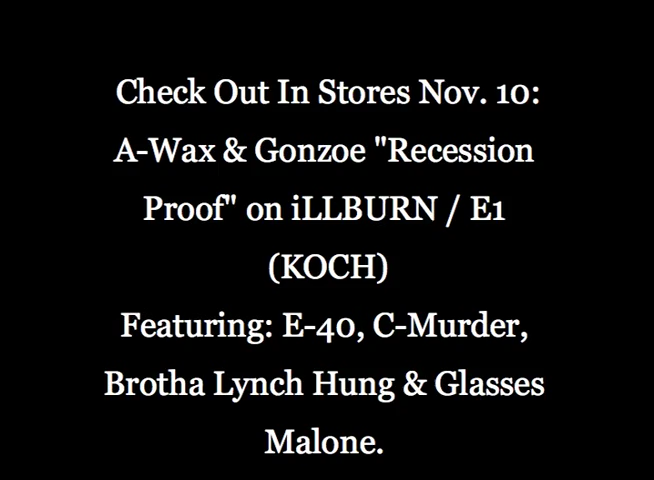 Check Out In Stores Nov. 10:
A-Wax & Gonzoe "Recession
Proof" on iLLBURN / E1
(KOCH)
Featuring: E-40, C-Murder,
Brotha Lynch Hung & Glasses
Malone.